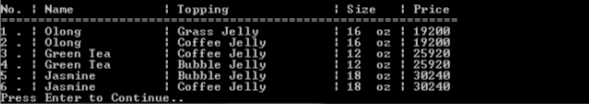 No. | Name | Topping | Size | Price
==================================================
1 . | Olong | Grass Jelly | 16 oz | 19200
2 . | Olong | Coffee Jelly | 16 oz | 19200
3 . | Green Tea | Coffee Jelly | 12 oz | 25920
4 . | Green Tea | Bubble Jelly | 12 oz | 25920
5 . | Jasmine | Bubble Jelly | 18 oz | 30240
6 . | Jasmine | Coffee Jelly | 18 oz | 30240
Press Enter to Continue..